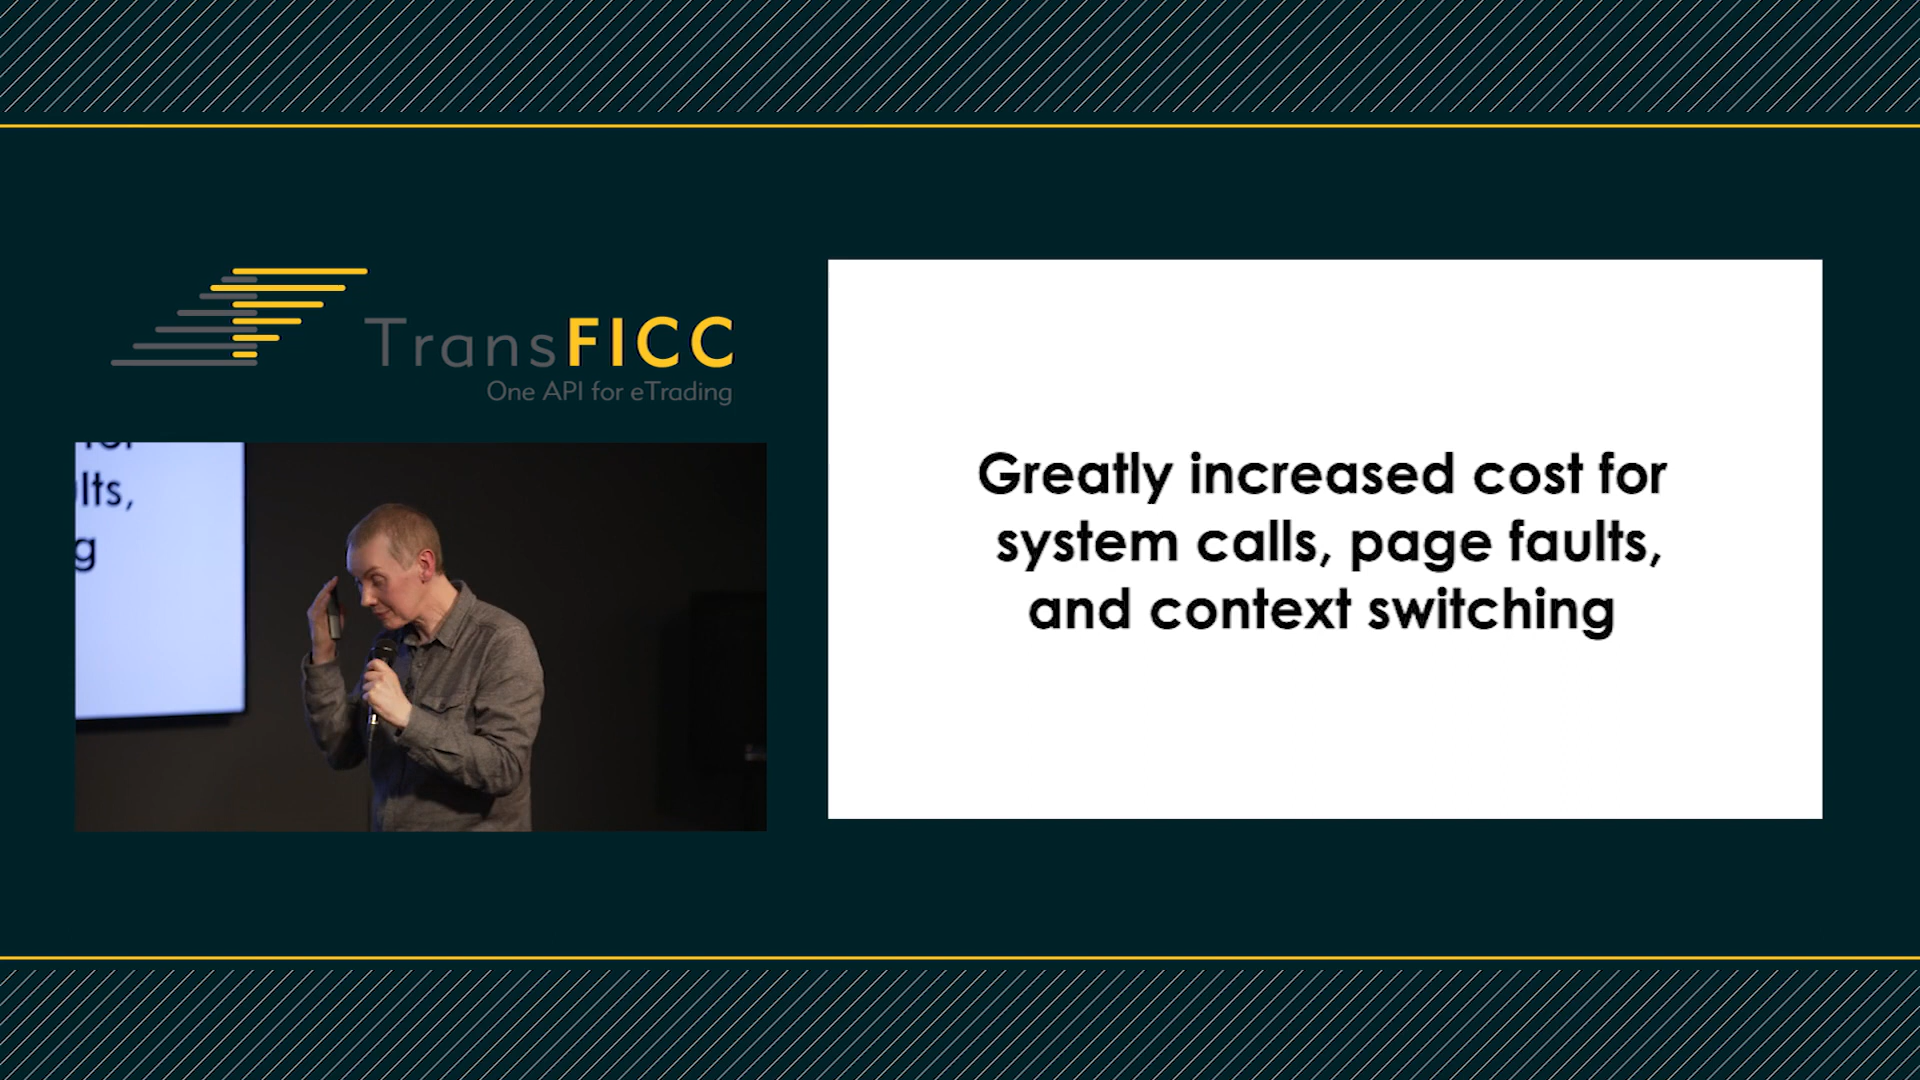 TransFICC
One API for eTrading
lts,
g
Greatly increased cost for
system calls, page faults,
and context switching